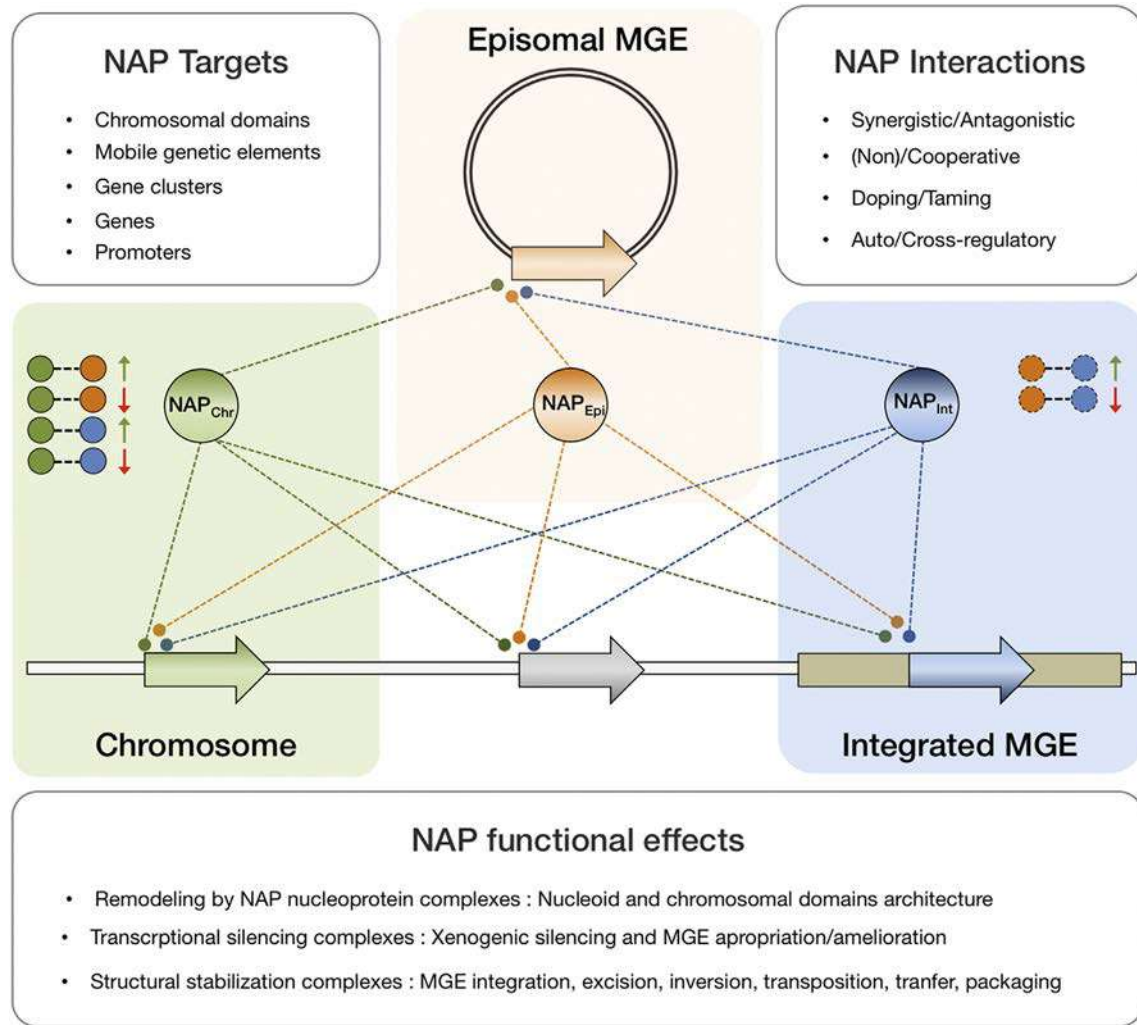 NAP Targets
• Chromosomal domains
• Mobile genetic elements
• Gene clusters
• Genes
• Promoters
Episomal MGE
NAP Interactions
• Synergistic/Antagonistic
• (Non)/Cooperative
• Doping/Taming
• Auto/Cross-regulatory
NAPChr
NAPEpi
NAPInt
Chromosome
Integrated MGE
NAP functional effects
• Remodeling by NAP nucleoprotein complexes : Nucleoid and chromosomal domains architecture
• Transcrptional silencing complexes : Xenogenic silencing and MGE apropriation/amelioration
• Structural stabilization complexes : MGE integration, excision, inversion, transposition, tranfer, packaging